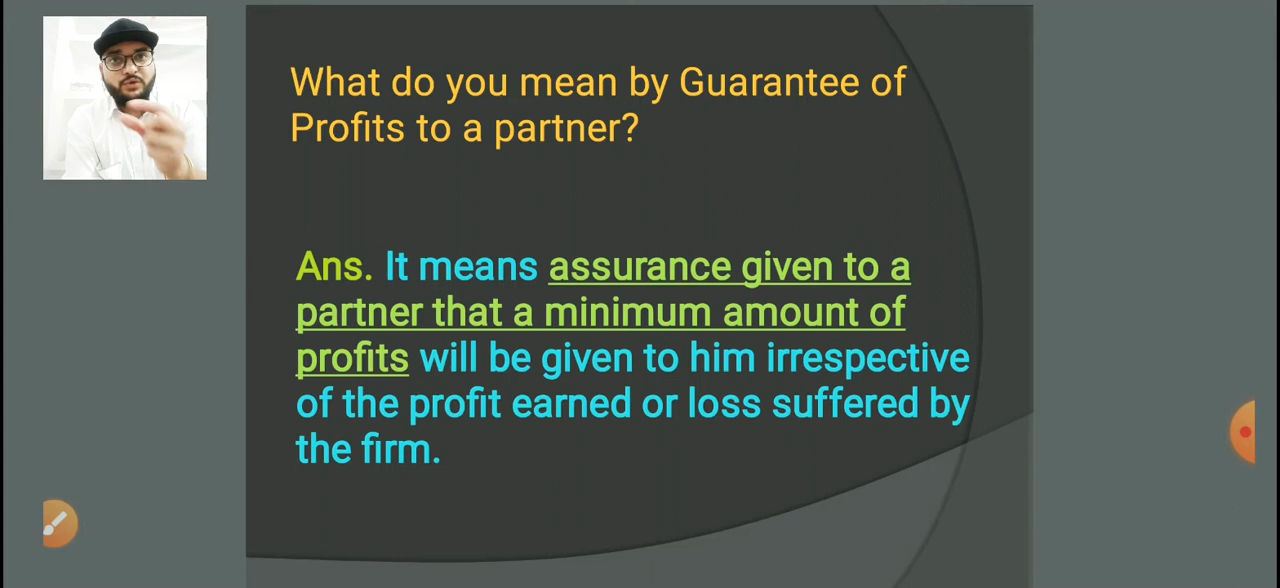 What do you mean by Guarantee of
Profits to a partner?
Ans. It means assurance given to a
partner that a minimum amount of
profits will be given to him irrespective
of the profit earned or loss suffered by
the firm.